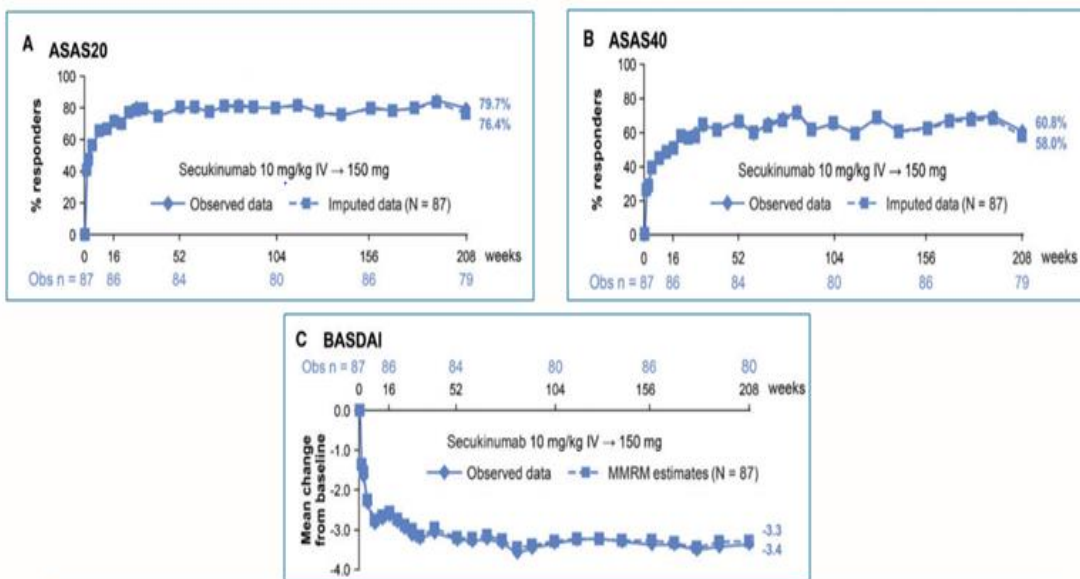 A ASAS20
100
80
60
40
20
0
% responders
79.7%
76.4%
Secukinumab 10 mg/kg IV → 150 mg
Observed data
Imputed data (N = 87)
0 16 52 104 156 208 weeks
Obs n = 87 86 84 80 86 79
B ASAS40
100
80
60
40
20
0
% responders
60.8%
58.0%
Secukinumab 10 mg/kg IV → 150 mg
Observed data
Imputed data (N = 87)
0 16 52 104 156 208 weeks
Obs n = 87 86 84 80 86 79
C BASDAI
Obs n = 87 86 84 80 86 80
0 16 52 104 156 208 weeks
0.0
-1.0
-2.0
-3.0
-4.0
Mean change
from baseline
Secukinumab 10 mg/kg IV → 150 mg
Observed data
MMRM estimates (N = 87)
-3.3
-3.4